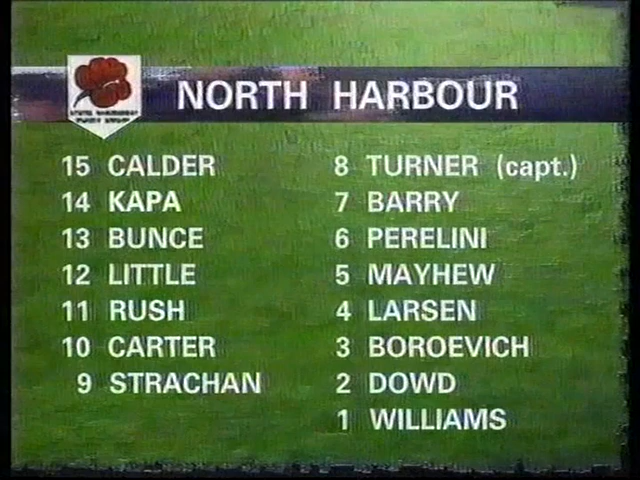 NORTH HARBOUR
15 CALDER
14 KAPA
13 BUNCE
12 LITTLE
11 RUSH
10 CARTER
9 STRACHAN
8 TURNER (capt.)
7 BARRY
6 PERELINI
5 MAYHEW
4 LARSEN
3 BOROEVICH
2 DOWD
1 WILLIAMS